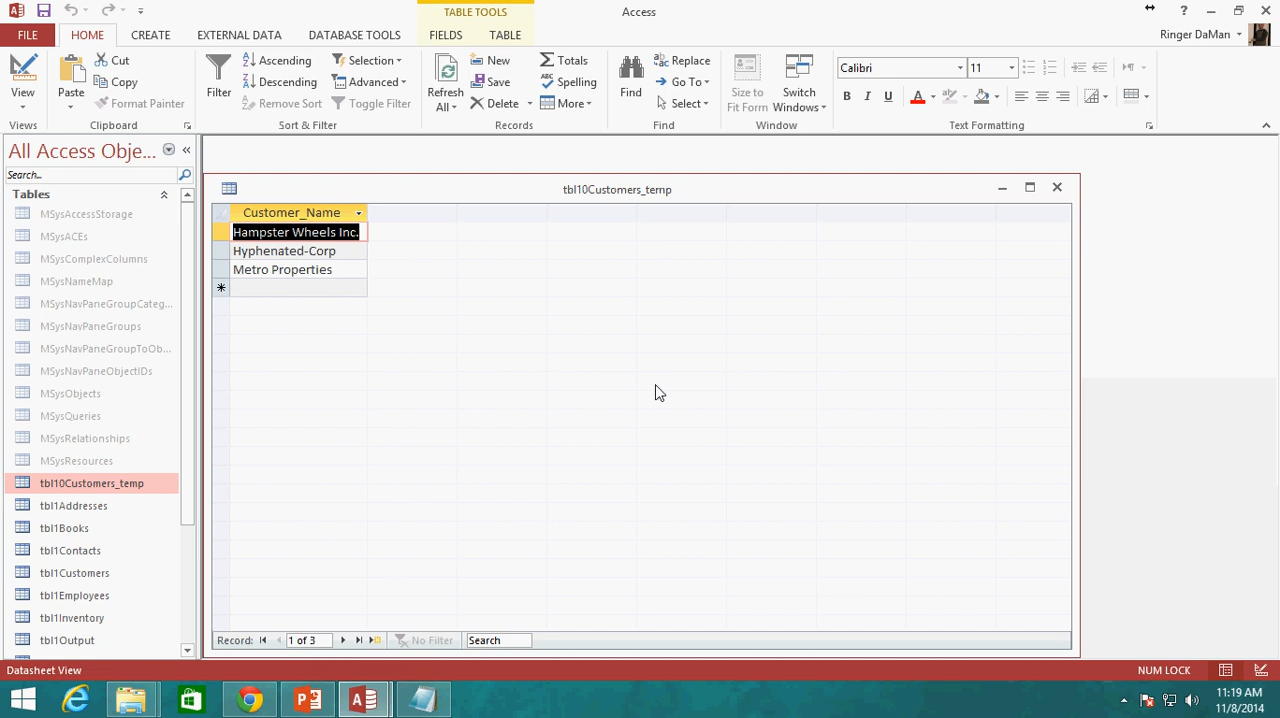 TABLE TOOLS
Access
?
FILE
HOME
CREATE
EXTERNAL DATA
DATABASE TOOLS
FIELDS
TABLE
Ringer DaMan
View
Views
Paste
Cut
Copy
Format Painter
Clipboard
Filter
Ascending
Descending
Remove Sort
Selection
Advanced
Toggle Filter
Sort & Filter
Refresh
All
New
Save
Delete
Totals
Spelling
More
Records
Find
Replace
Go To
Select
Find
Size to
Fit Form
Switch
Windows
Window
Calibri
11
B I U
A
Text Formatting
All Access Obje...
Search...
Tables
MSysAccessStorage
MSysACEs
MSysComplexColumns
MSysNameMap
MSysNavPaneGroupCateg...
MSysNavPaneGroups
MSysNavPaneGroupToOb...
MSysNavPaneObjectIDs
MSysObjects
MSysQueries
MSysRelationships
MSysResources
tbl10Customers_temp
tbl1Addresses
tbl1Books
tbl1Contacts
tbl1Customers
tbl1Employees
tbl1Inventory
tbl1Output
tbl10Customers_temp
Customer_Name
Hampster Wheels Inc.
Hyphenated-Corp
Metro Properties
Record:
1 of 3
No Filter
Search
Datasheet View
NUM LOCK
11:19 AM
11/8/2014